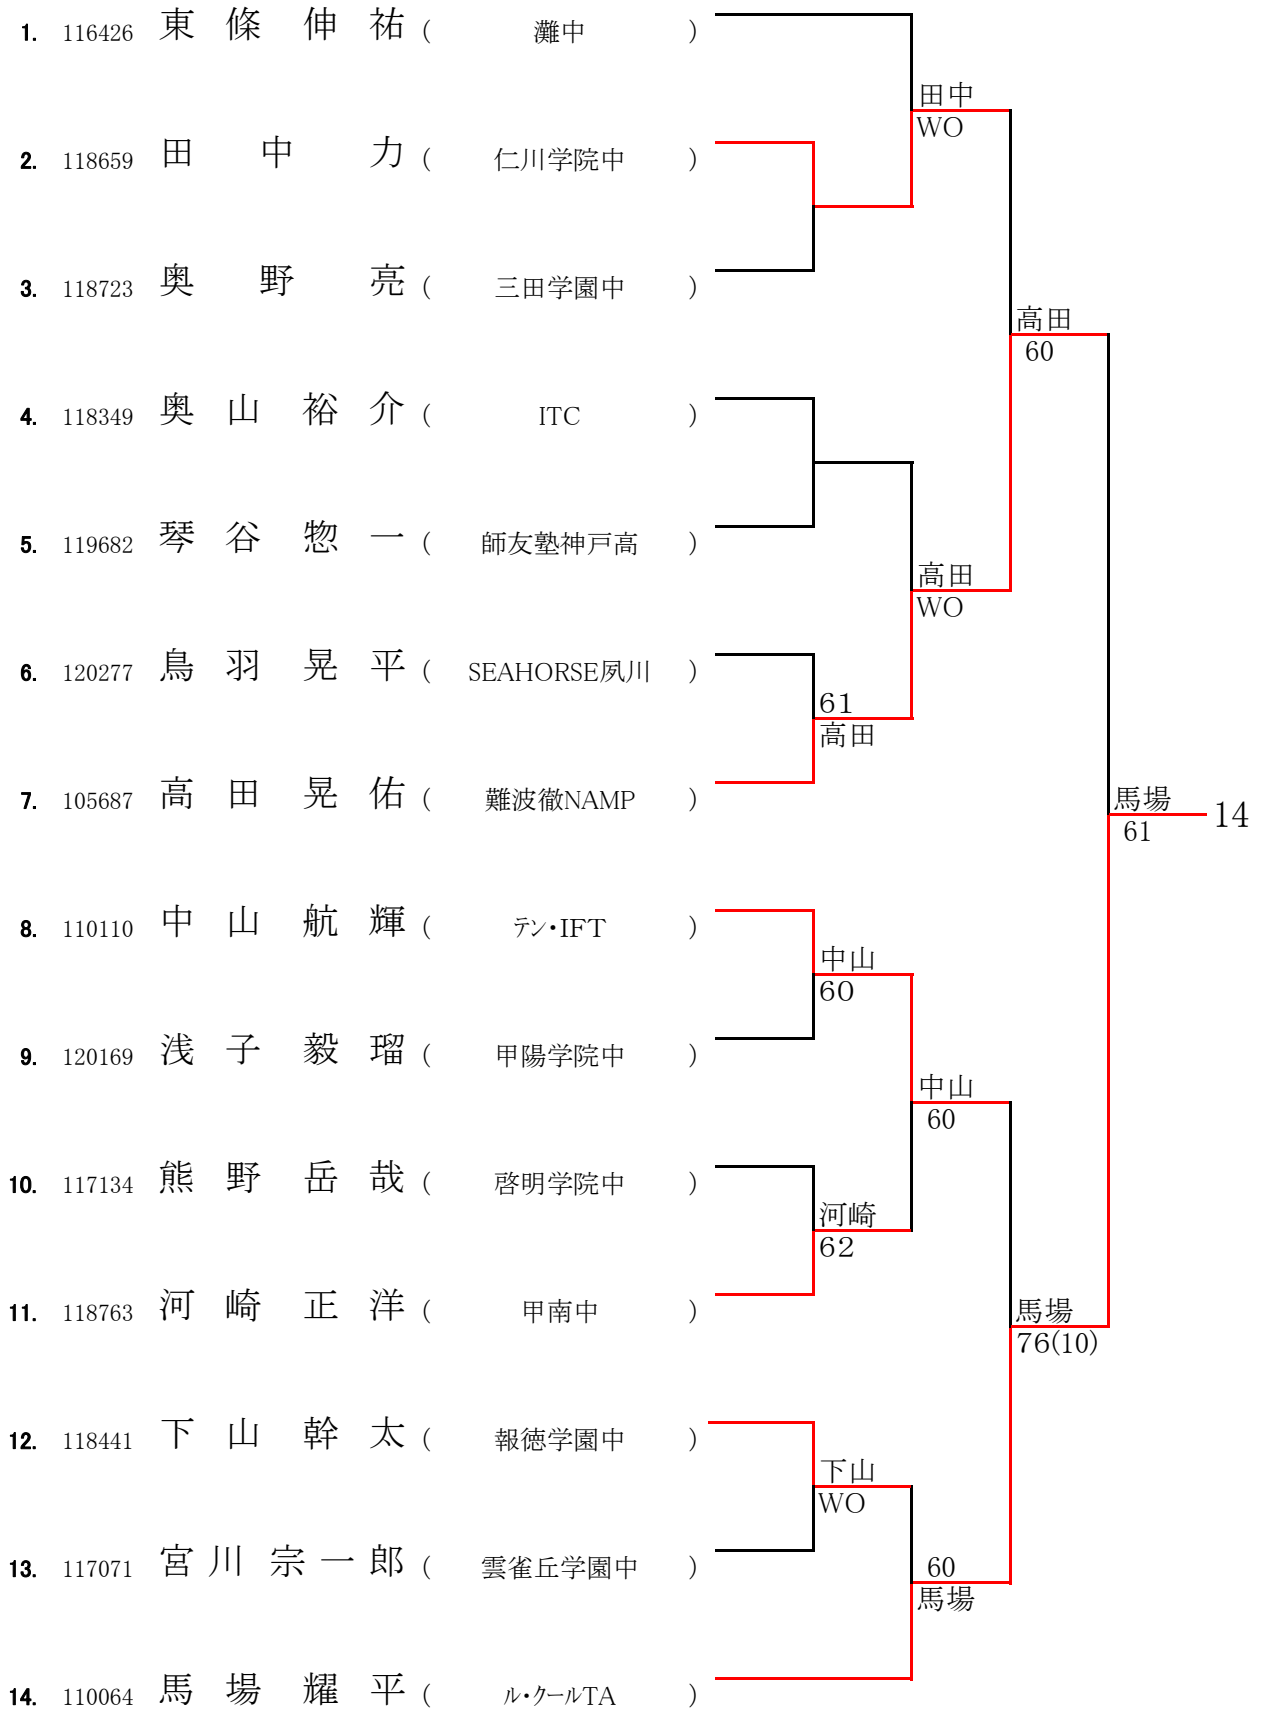 1. 116426 東條伸祐 ( 灘中 )
田中
WO
2. 118659 田中力 ( 仁川学院中 )
3. 118723 奥野亮 ( 三田学園中 )
高田
60
4. 118349 奥山裕介 ( ITC )
5. 119682 琴谷惣一 ( 師友塾神戸高 )
高田
WO
6. 120277 鳥羽晃平 ( SEAHORSE夙川 )
61
高田
7. 105687 高田晃佑 ( 難波徹NAMP )
馬場
61
14
8. 110110 中山航輝 ( テン・IFT )
中山
60
9. 120169 浅子毅瑠 ( 甲陽学院中 )
中山
60
10. 117134 熊野岳哉 ( 啓明学院中 )
河崎
62
11. 118763 河崎正洋 ( 甲南中 )
馬場
76(10)
12. 118441 下山幹太 ( 報徳学園中 )
下山
WO
13. 117071 宮川宗一郎 ( 雲雀丘学園中 )
60
馬場
14. 110064 馬場耀平 ( ル・クールTA )